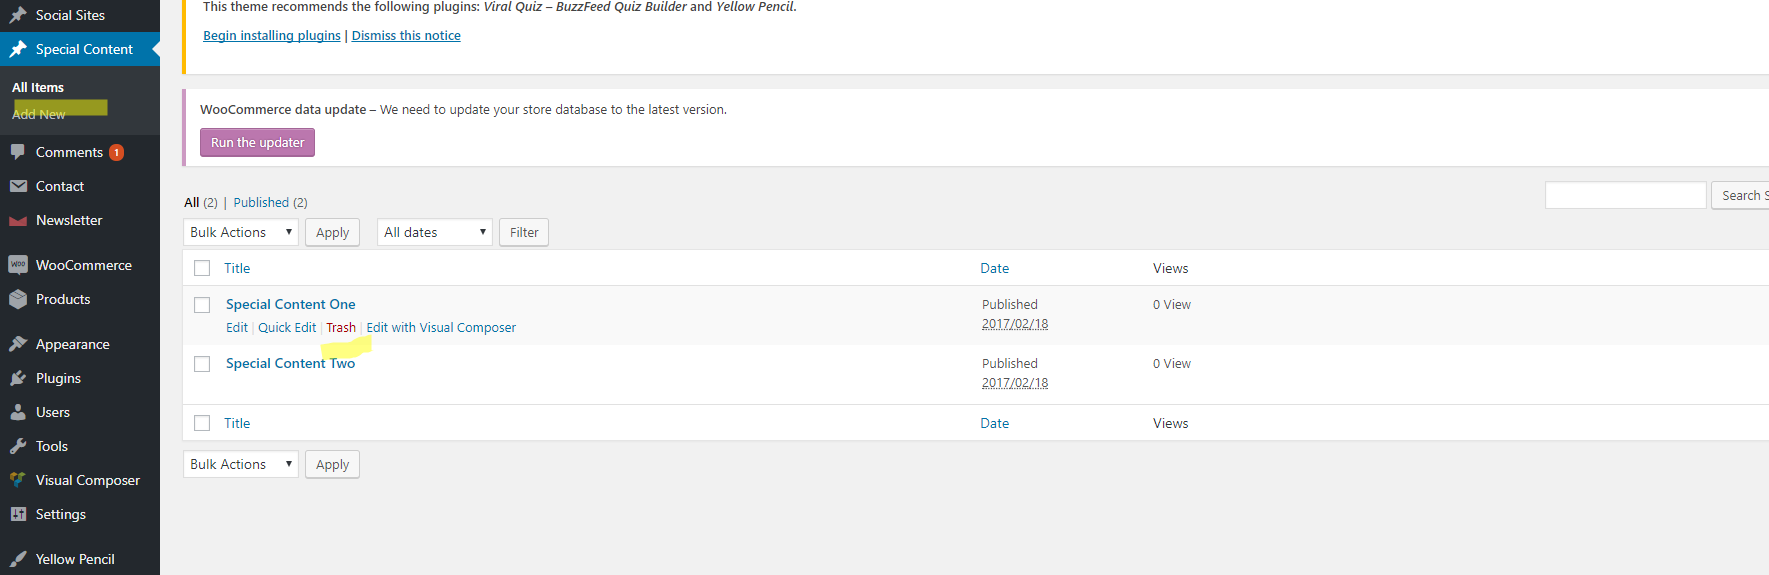 Social Sites
Special Content
All Items
Add New
Comments 1
Contact
Newsletter
WooCommerce
Products
Appearance
Plugins
Users
Tools
Visual Composer
Settings
Yellow Pencil
This theme recommends the following plugins: Viral Quiz – BuzzFeed Quiz Builder and Yellow Pencil.
Begin installing plugins | Dismiss this notice
WooCommerce data update – We need to update your store database to the latest version.
Run the updater
All (2) | Published (2)
Search S
Bulk Actions Apply All dates Filter
Title Date Views
Special Content One Published 0 View
Edit | Quick Edit | Trash | Edit with Visual Composer 2017/02/18
Special Content Two Published 0 View
2017/02/18
Title Date Views
Bulk Actions Apply